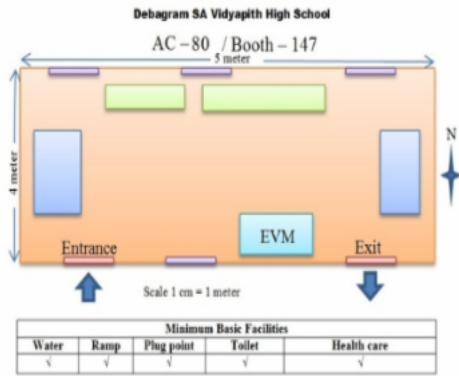 Debagram SA Vidyapith High School
AC – 80 / Booth – 147
5 meter
4 meter
N
Entrance
EVM
Exit
Scale 1 cm = 1 meter
Minimum Basic Facilities
Water Ramp Plug point Toilet Health care
√ √ √ √ √